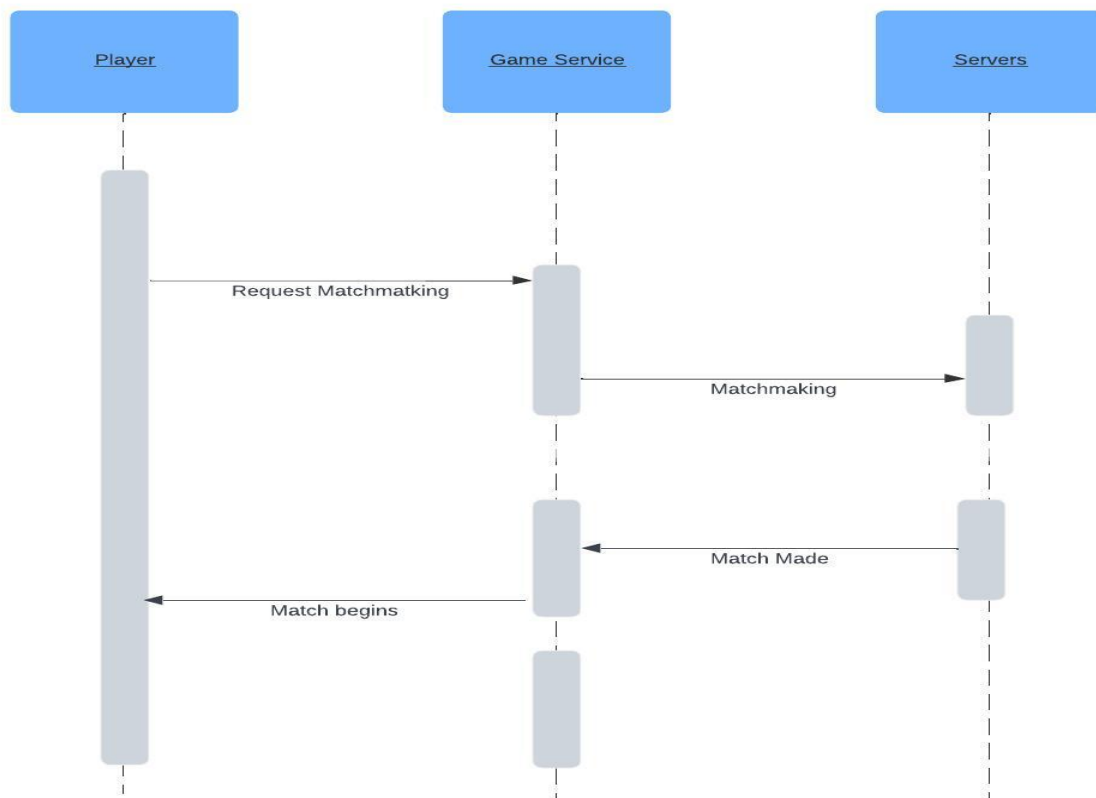 Player
Game Service
Servers
Request Matchmatking
Matchmaking
Match Made
Match begins